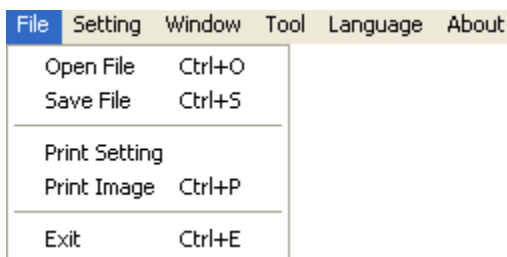 File Setting Window Tool Language About
Open File Ctrl+O
Save File Ctrl+S
Print Setting
Print Image Ctrl+P
Exit Ctrl+E